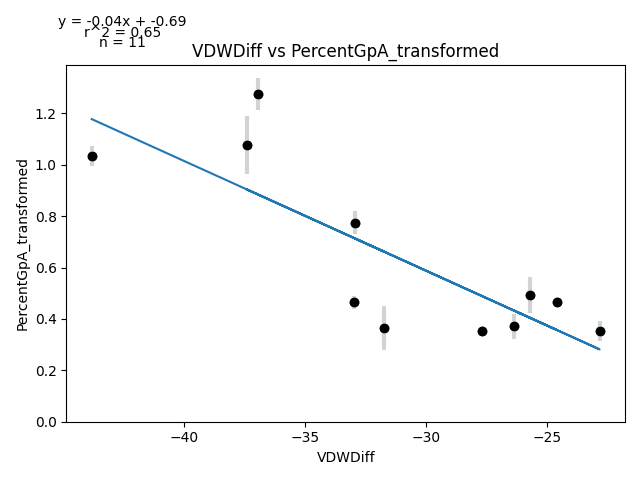 y = -0.04x + -0.69
r^2 = 0.65
n = 11
VDWDiff vs PercentGpA_transformed
PercentGpA_transformed
1.2
1.0
0.8
0.6
0.4
0.2
0.0
−40
−35
−30
−25
VDWDiff